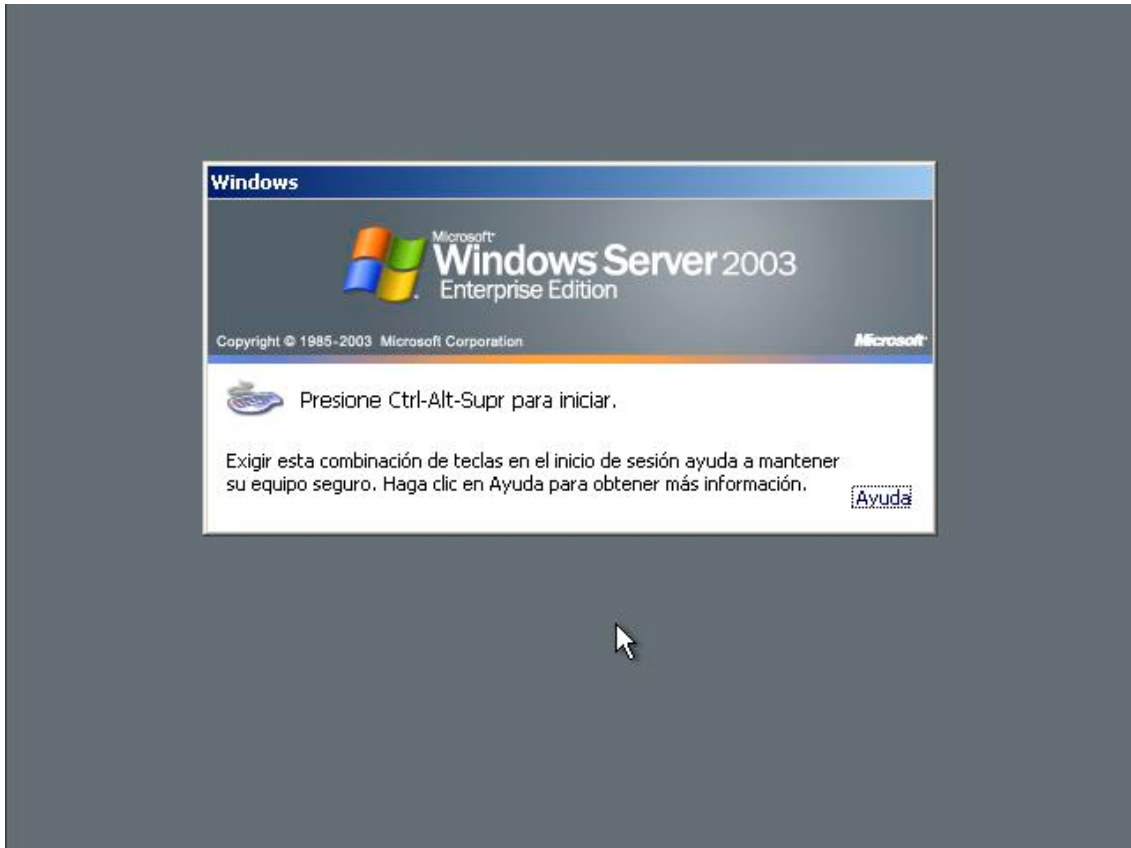 Windows
Microsoft
Windows Server 2003
Enterprise Edition
Copyright © 1985-2003 Microsoft Corporation
Microsoft
Presione Ctrl-Alt-Supr para iniciar.
Exigir esta combinación de teclas en el inicio de sesión ayuda a mantener
su equipo seguro. Haga clic en Ayuda para obtener más información.
Ayuda